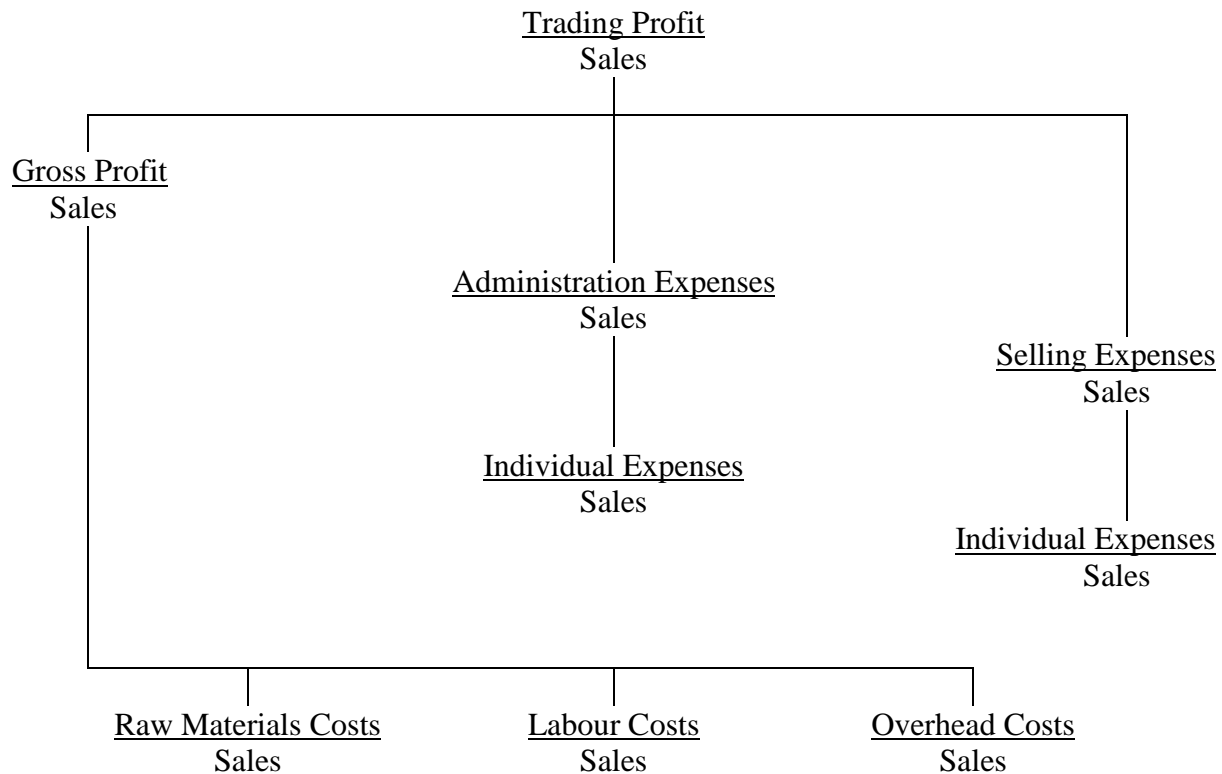 Trading Profit
Sales
Gross Profit
Sales
Administration Expenses
Sales
Selling Expenses
Sales
Individual Expenses
Sales
Individual Expenses
Sales
Raw Materials Costs
Sales
Labour Costs
Sales
Overhead Costs
Sales